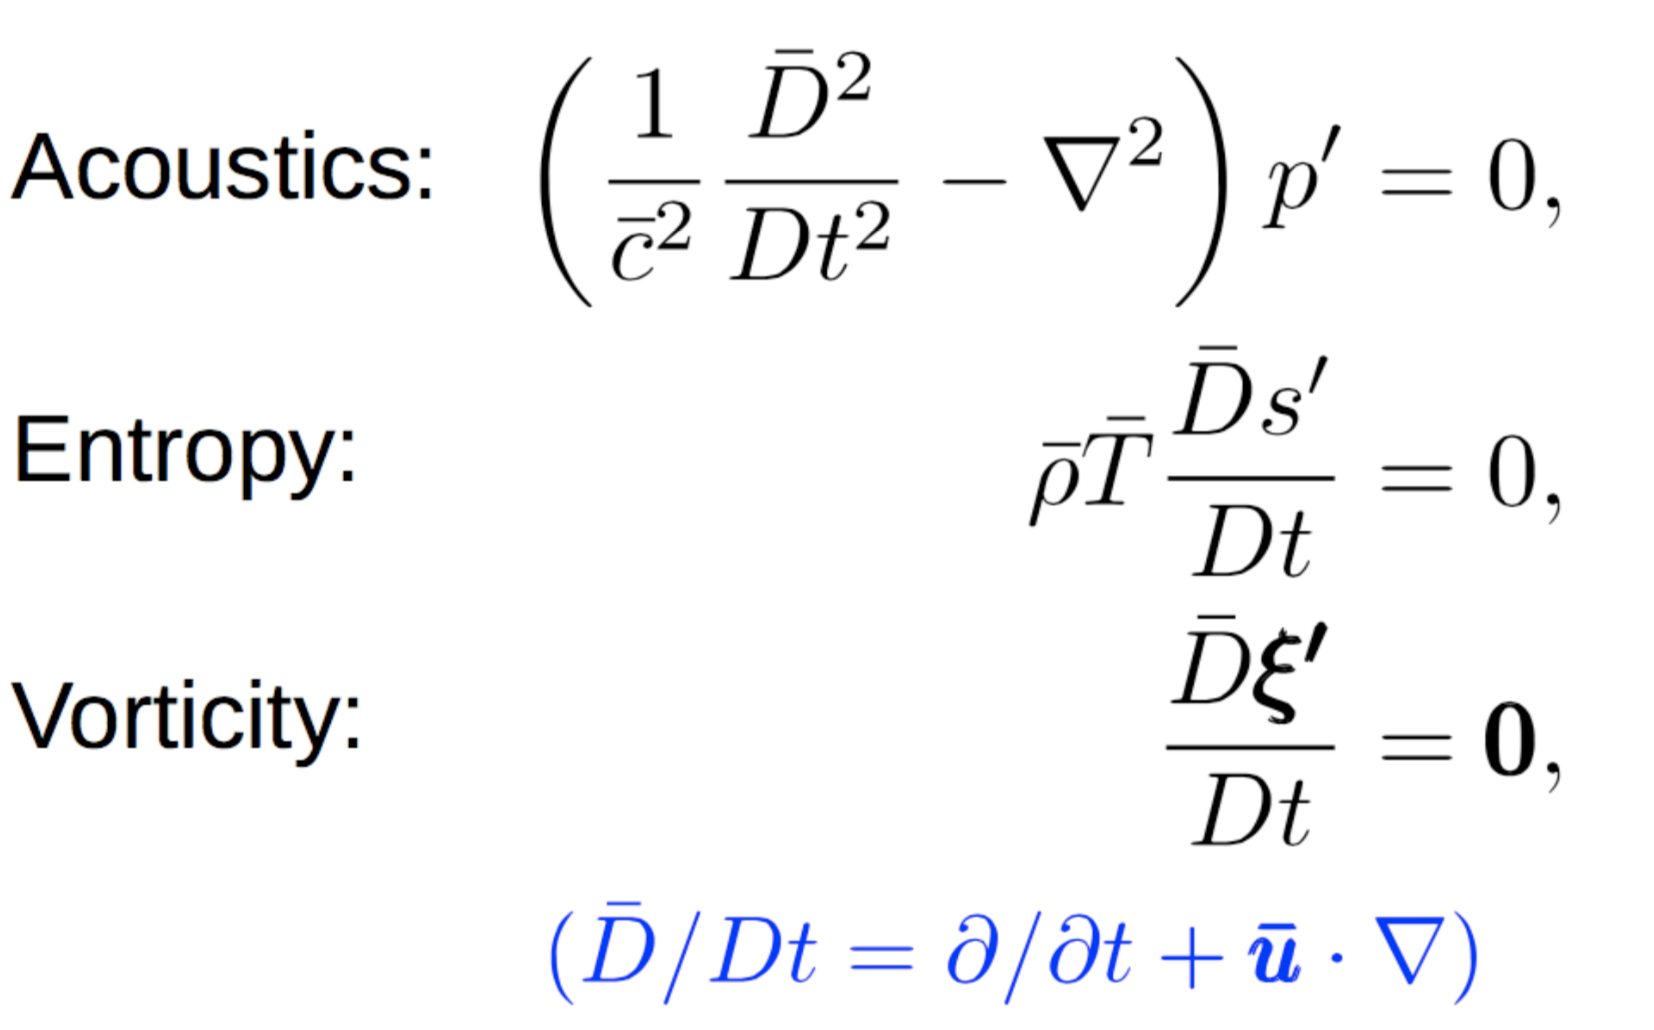 Acoustics: $\left( \frac{1}{\bar{c}^2} \frac{\bar{D}^2}{Dt^2} - \nabla^2 \right) p' = 0,$
Entropy: $\bar{\rho}\bar{T} \frac{\bar{D}s'}{Dt} = 0,$
Vorticity: $\frac{\bar{D}\boldsymbol{\xi}'}{Dt} = \mathbf{0},$
$(\bar{D}/Dt = \partial/\partial t + \bar{\boldsymbol{u}} \cdot \nabla)$